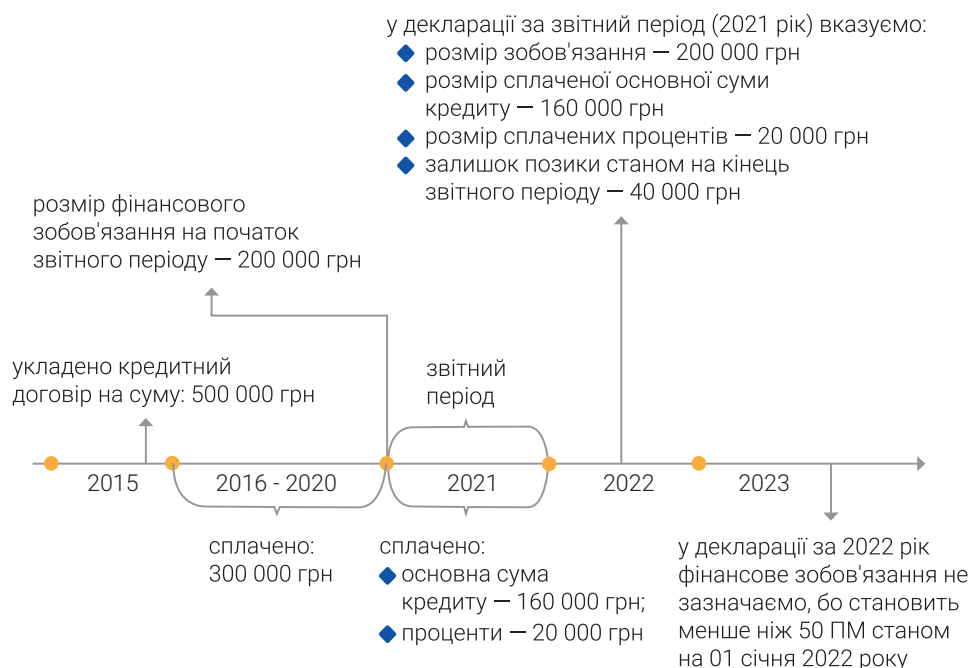 у декларації за звітний період (2021 рік) вказуємо:
розмір зобов'язання — 200 000 грн
розмір сплаченої основної суми
кредиту — 160 000 грн
розмір сплачених процентів — 20 000 грн
залишок позики станом на кінець
звітного періоду — 40 000 грн
розмір фінансового
зобов'язання на початок
звітного періоду — 200 000 грн
укладено кредитний
договір на суму: 500 000 грн
звітний
період
2015
2016 - 2020
2021
2022
2023
сплачено:
300 000 грн
сплачено:
основна сума
кредиту — 160 000 грн;
проценти — 20 000 грн
у декларації за 2022 рік
фінансове зобов'язання не
зазначаємо, бо становить
менше ніж 50 ПМ станом
на 01 січня 2022 року